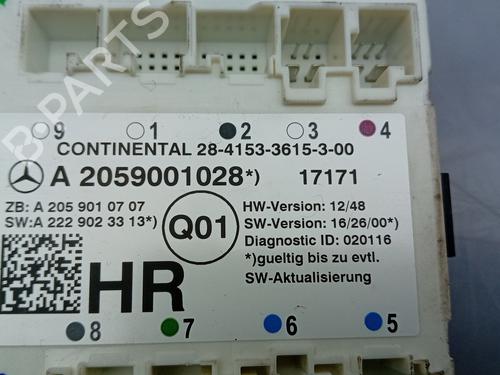 9 1 2 3 4
CONTINENTAL 28-4153-3615-3-00
A 2059001028*) 17171
ZB: A 205 901 07 07
SW:A 222 902 33 13*)
Q01
HW-Version: 12/48
SW-Version: 16/26/00*)
Diagnostic ID: 020116
*)gueltig bis zu evtl.
SW-Aktualisierung
HR
8 7 6 5
B PARTS